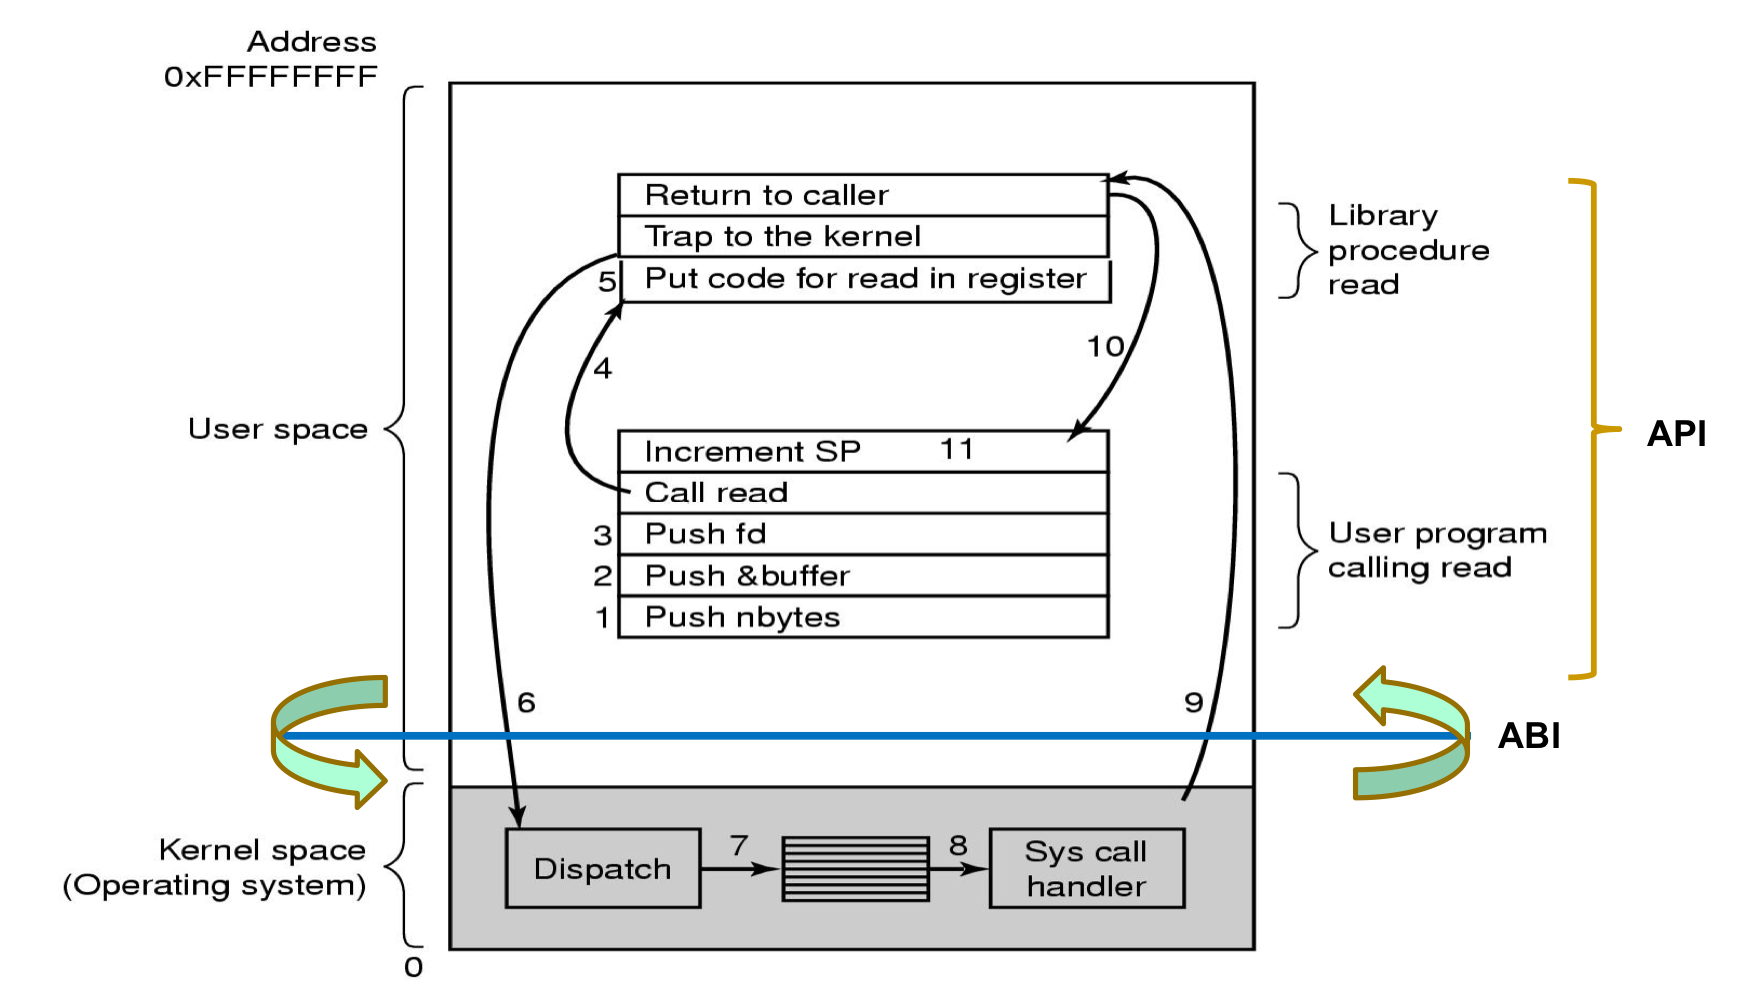 Address
0xFFFFFFFF
Return to caller
Trap to the kernel
5 Put code for read in register
Library
procedure
read
4
10
User space
API
Increment SP 11
Call read
3 Push fd
2 Push &buffer
1 Push nbytes
User program
calling read
6
9
ABI
Kernel space
(Operating system)
Dispatch
7
8
Sys call
handler
0